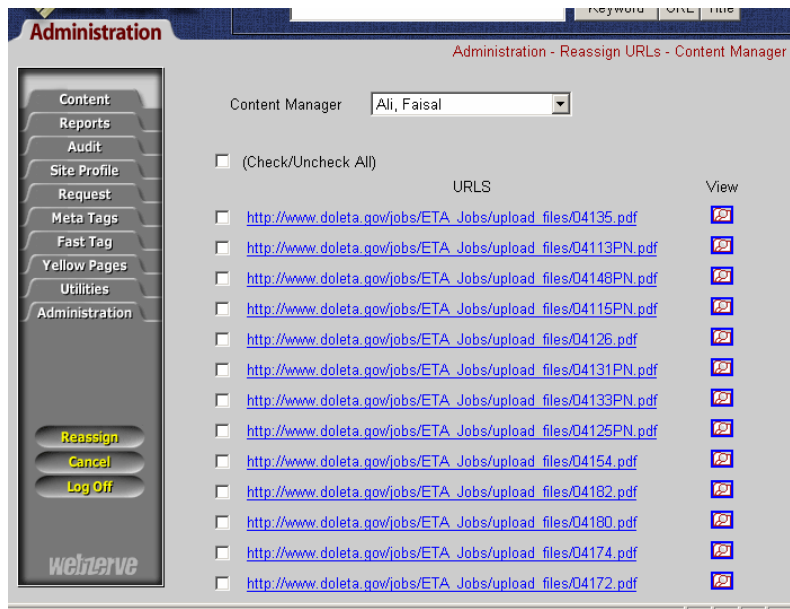 Keyword URL Title
Administration
Administration - Reassign URLs - Content Manager
Content
Reports
Audit
Site Profile
Request
Meta Tags
Fast Tag
Yellow Pages
Utilities
Administration
Reassign
Cancel
Log Off
webzerve
Content Manager Ali, Faisal
(Check/Uncheck All)
URLS View
http://www.doleta.gov/jobs/ETA_Jobs/upload_files/04135.pdf
http://www.doleta.gov/jobs/ETA_Jobs/upload_files/04113PN.pdf
http://www.doleta.gov/jobs/ETA_Jobs/upload_files/04148PN.pdf
http://www.doleta.gov/jobs/ETA_Jobs/upload_files/04115PN.pdf
http://www.doleta.gov/jobs/ETA_Jobs/upload_files/04126.pdf
http://www.doleta.gov/jobs/ETA_Jobs/upload_files/04131PN.pdf
http://www.doleta.gov/jobs/ETA_Jobs/upload_files/04133PN.pdf
http://www.doleta.gov/jobs/ETA_Jobs/upload_files/04125PN.pdf
http://www.doleta.gov/jobs/ETA_Jobs/upload_files/04154.pdf
http://www.doleta.gov/jobs/ETA_Jobs/upload_files/04182.pdf
http://www.doleta.gov/jobs/ETA_Jobs/upload_files/04180.pdf
http://www.doleta.gov/jobs/ETA_Jobs/upload_files/04174.pdf
http://www.doleta.gov/jobs/ETA_Jobs/upload_files/04172.pdf